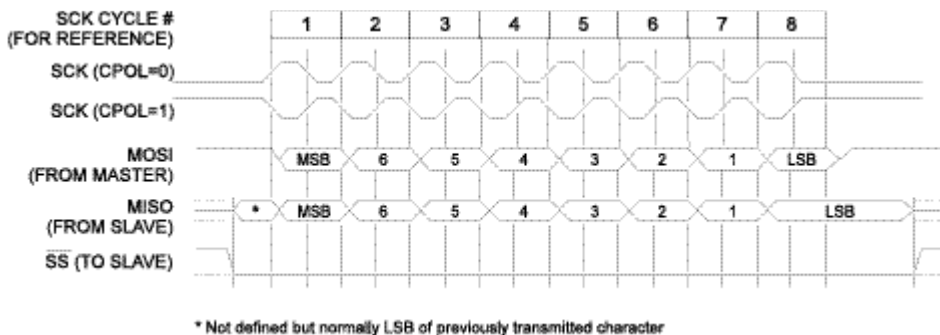 SCK CYCLE #
(FOR REFERENCE)
1 2 3 4 5 6 7 8
SCK (CPOL=0)
SCK (CPOL=1)
MOSI
(FROM MASTER)
MSB 6 5 4 3 2 1 LSB
MISO
(FROM SLAVE)
* MSB 6 5 4 3 2 1 LSB
SS (TO SLAVE)
* Not defined but normally LSB of previously transmitted character